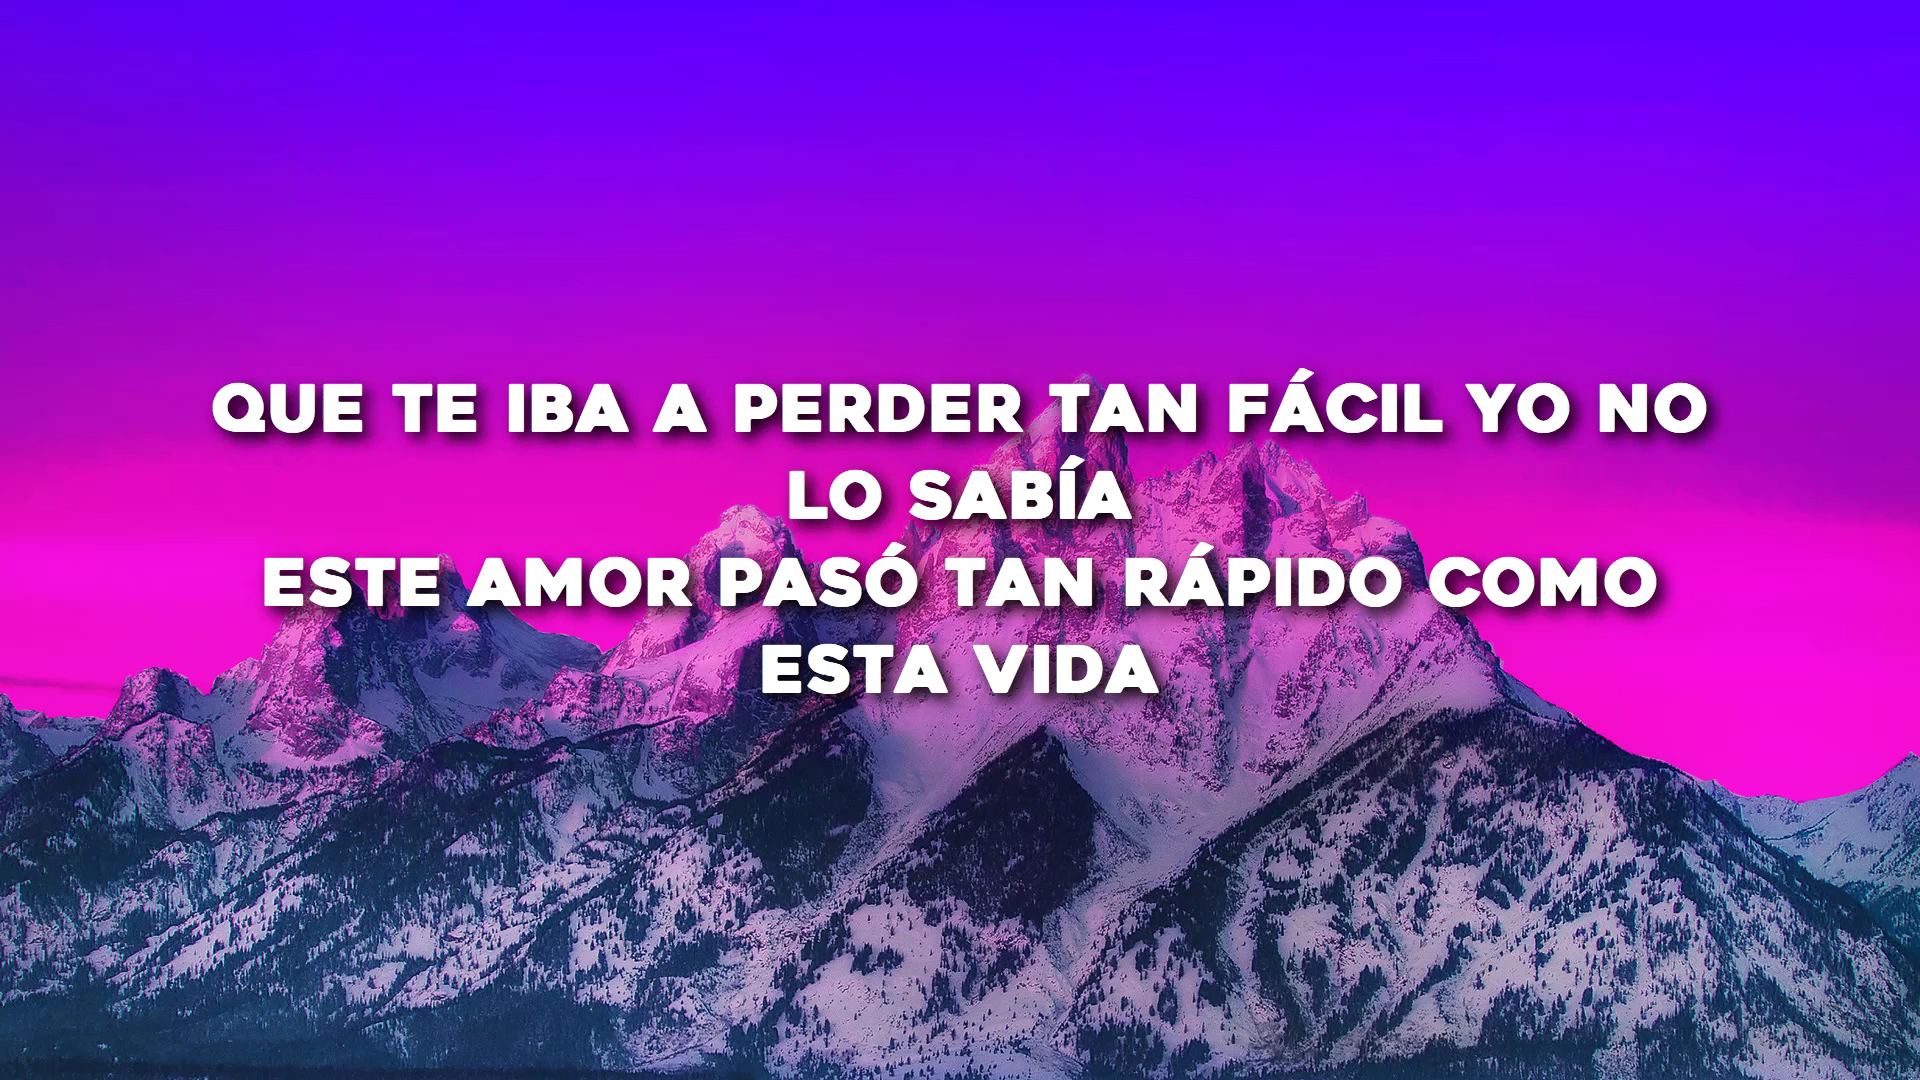 QUE TE IBA A PERDER TAN FÁCIL YO NO
LO SABÍA
ESTE AMOR PASÓ TAN RÁPIDO COMO
ESTA VIDA